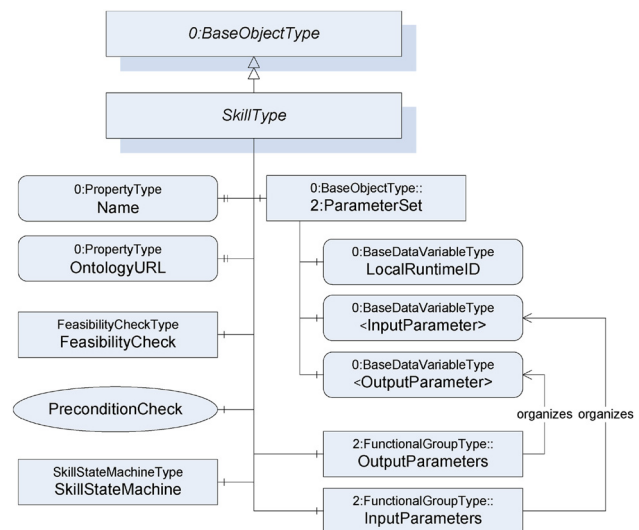 0:BaseObjectType
SkillType
0:PropertyType
Name
0:BaseObjectType::
2:ParameterSet
0:PropertyType
OntologyURL
0:BaseDataVariableType
LocalRuntimeID
FeasibilityCheckType
FeasibilityCheck
0:BaseDataVariableType
<InputParameter>
0:BaseDataVariableType
<OutputParameter>
PreconditionCheck
organizes organizes
SkillStateMachineType
SkillStateMachine
2:FunctionalGroupType::
OutputParameters
2:FunctionalGroupType::
InputParameters